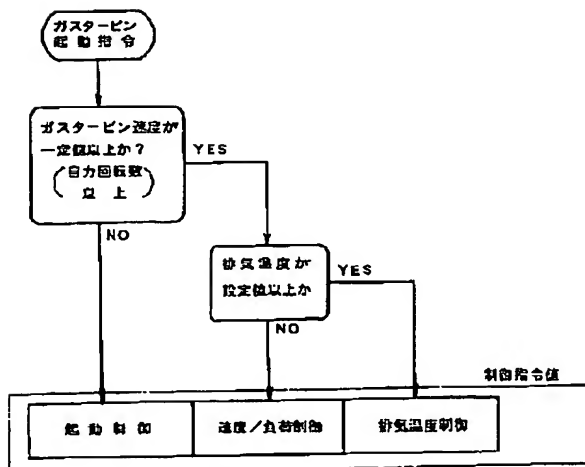 ガスタービン
起動指令
ガスタービン速度が
一定値以上か?
YES
(自力回転数
以上)
NO
排気温度が
YES
設定値以上か
NO
制御指令値
起動制御
速度/負荷制御
排気温度制御